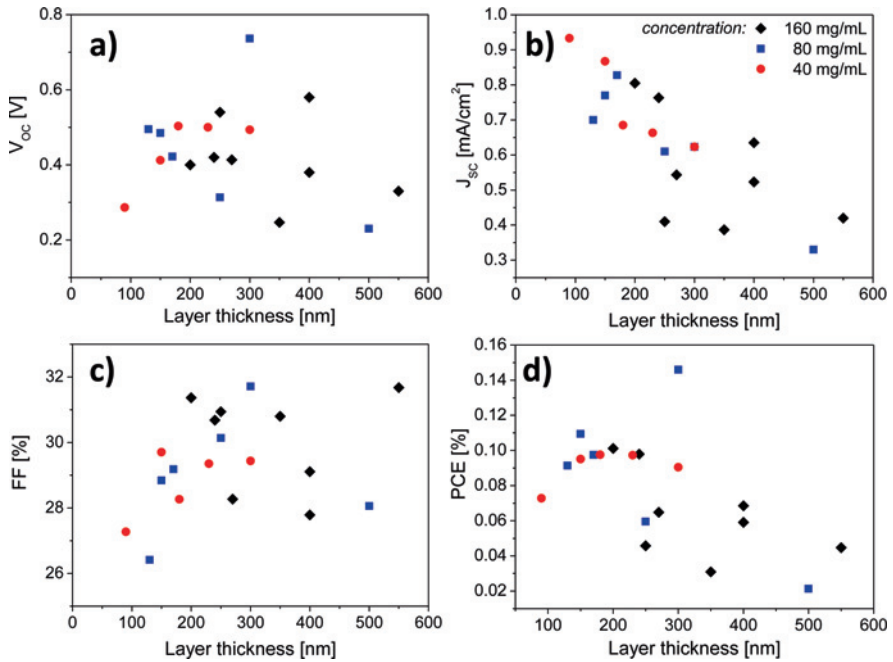 a)
0.8
0.6
0.4
0.2
V_OC [V]
0 100 200 300 400 500 600
Layer thickness [nm]
b)
concentration: 160 mg/mL
80 mg/mL
40 mg/mL
1.0
0.9
0.8
0.7
0.6
0.5
0.4
0.3
J_SC [mA/cm²]
0 100 200 300 400 500 600
Layer thickness [nm]
c)
32
30
28
26
FF [%]
0 100 200 300 400 500 600
Layer thickness [nm]
d)
0.16
0.14
0.12
0.10
0.08
0.06
0.04
0.02
PCE [%]
100 200 300 400 500 600
Layer thickness [nm]